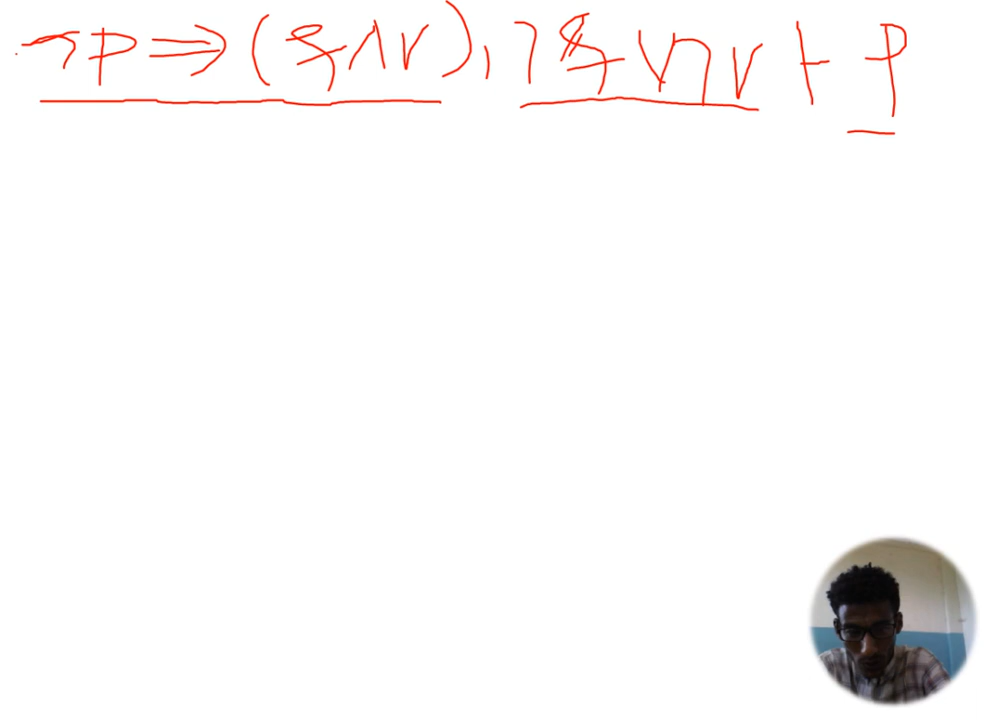 ¬p ⇒ (q ∧ r), ¬q ∨ ¬r ⊢ p